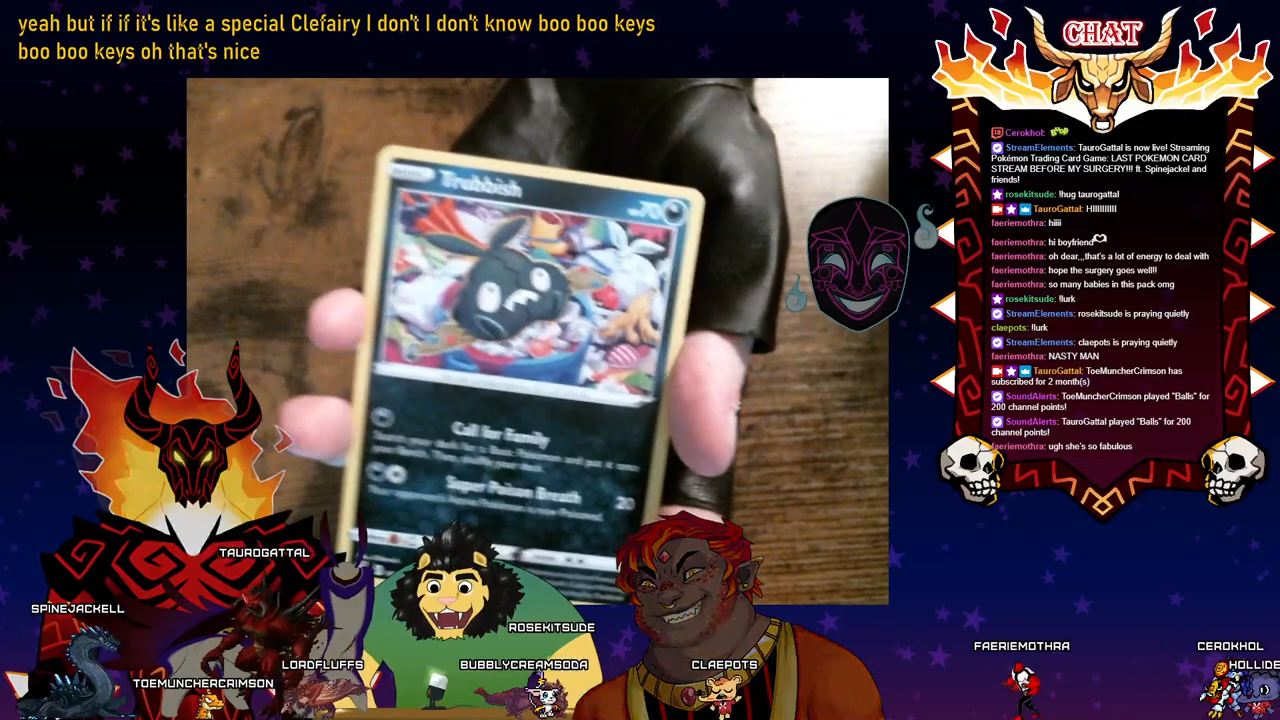 yeah but if if it's like a special Clefairy I don't I don't know boo boo keys
boo boo keys oh that's nice
CHAT
Cerokhol:
StreamElements: TauroGattal is now live! Streaming
Pokémon Trading Card Game: LAST POKEMON CARD
STREAM BEFORE MY SURGERY!!! ft. Spinejackel and
friends!
rosekitsude: !hug taurogattal
TauroGattal: HIIIIIIIIII
faeriemothra: hiiii
faeriemothra: hi boyfriend
faeriemothra: oh dear,,,that's a lot of energy to deal with
faeriemothra: hope the surgery goes well!!
faeriemothra: so many babies in this pack omg
rosekitsude: !lurk
StreamElements: rosekitsude is praying quietly
claepots: !lurk
StreamElements: claepots is praying quietly
faeriemothra: NASTY MAN
TauroGattal: ToeMuncherCrimson has
subscribed for 2 month(s)
SoundAlerts: ToeMuncherCrimson played "Balls" for
200 channel points!
SoundAlerts: TauroGattal played "Balls" for 200
channel points!
faeriemothra: ugh she's so fabulous
Trubbish
HP 70
Call for Family
Super Poison Breath 20
TAUROGATTAL
SPINEJACKELL
ROSEKITSUDE
LORDFLUFFS
BUBBLYCREAMSODA
CLAEPOTS
TOEMUNCHERCRIMSON
FAERIEMOTHRA
CEROKHOL
HOLLIDE